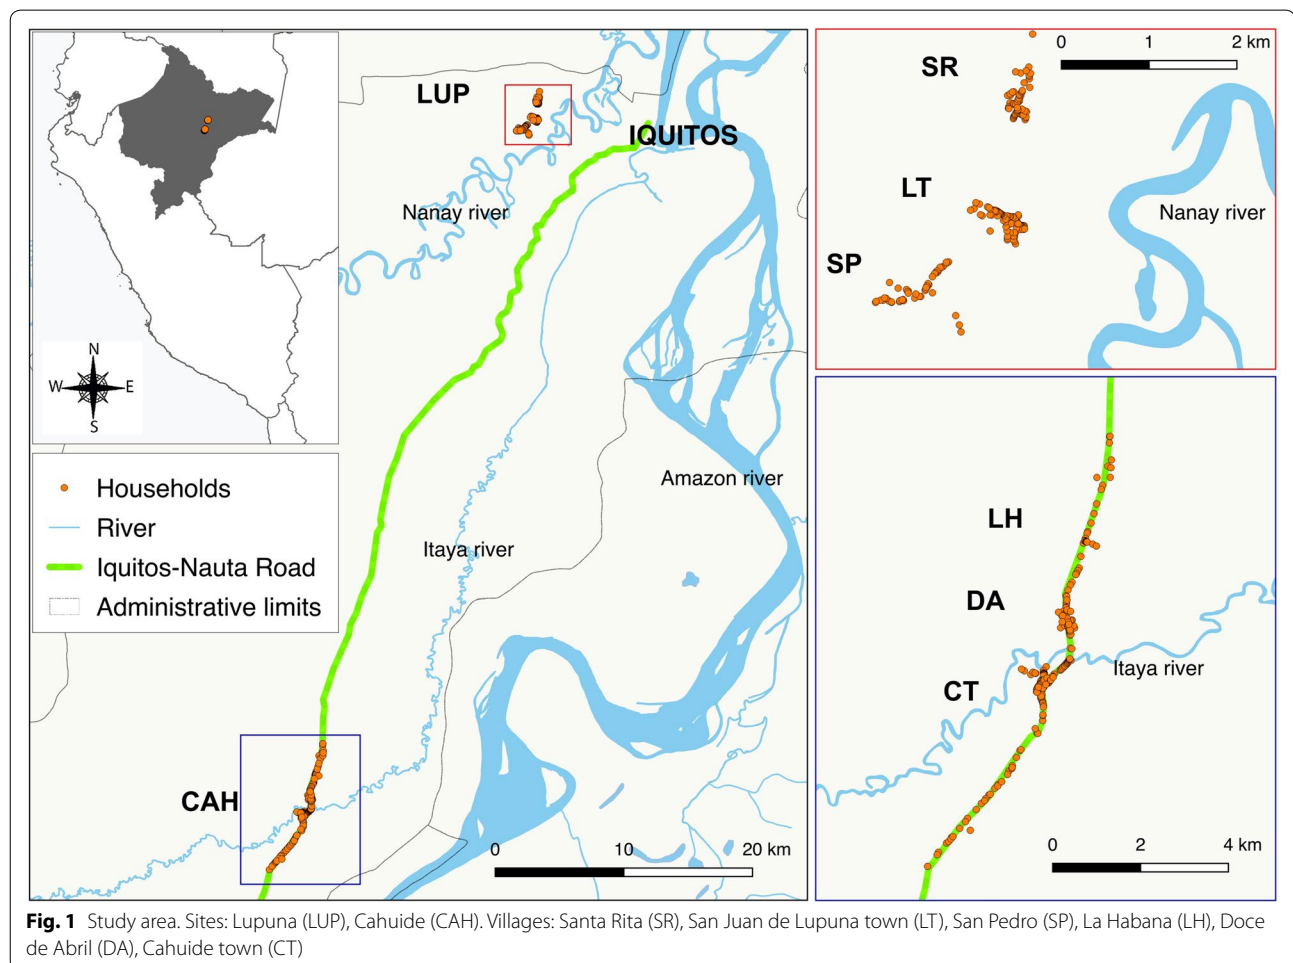 N
W E
S
Households
River
Iquitos-Nauta Road
Administrative limits
LUP
IQUITOS
Nanay river
Amazon river
Itaya river
CAH
0 10 20 km
0 1 2 km
SR
LT
Nanay river
SP
LH
DA
Itaya river
CT
0 2 4 km
Fig. 1 Study area. Sites: Lupuna (LUP), Cahuide (CAH). Villages: Santa Rita (SR), San Juan de Lupuna town (LT), San Pedro (SP), La Habana (LH), Doce
de Abril (DA), Cahuide town (CT)